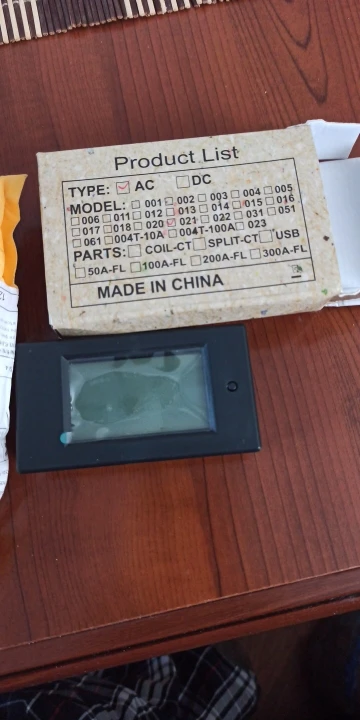 Product List
TYPE: ☑ AC ☐ DC
MODEL: ☐ 001 ☐ 002 ☐ 003 ☐ 004 ☐ 005
☐ 006 ☐ 011 ☐ 012 ☐ 013 ☐ 014 ☐ 015 ☐ 016
☐ 017 ☐ 018 ☐ 020 ☑ 021 ☐ 022 ☐ 031 ☐ 051
☐ 061 ☐ 004T-10A ☐ 004T-100A ☐ 023
PARTS: ☐ COIL-CT ☐ SPLIT-CT ☐ USB
☐ 50A-FL ☐ 100A-FL ☐ 200A-FL ☐ 300A-FL
MADE IN CHINA